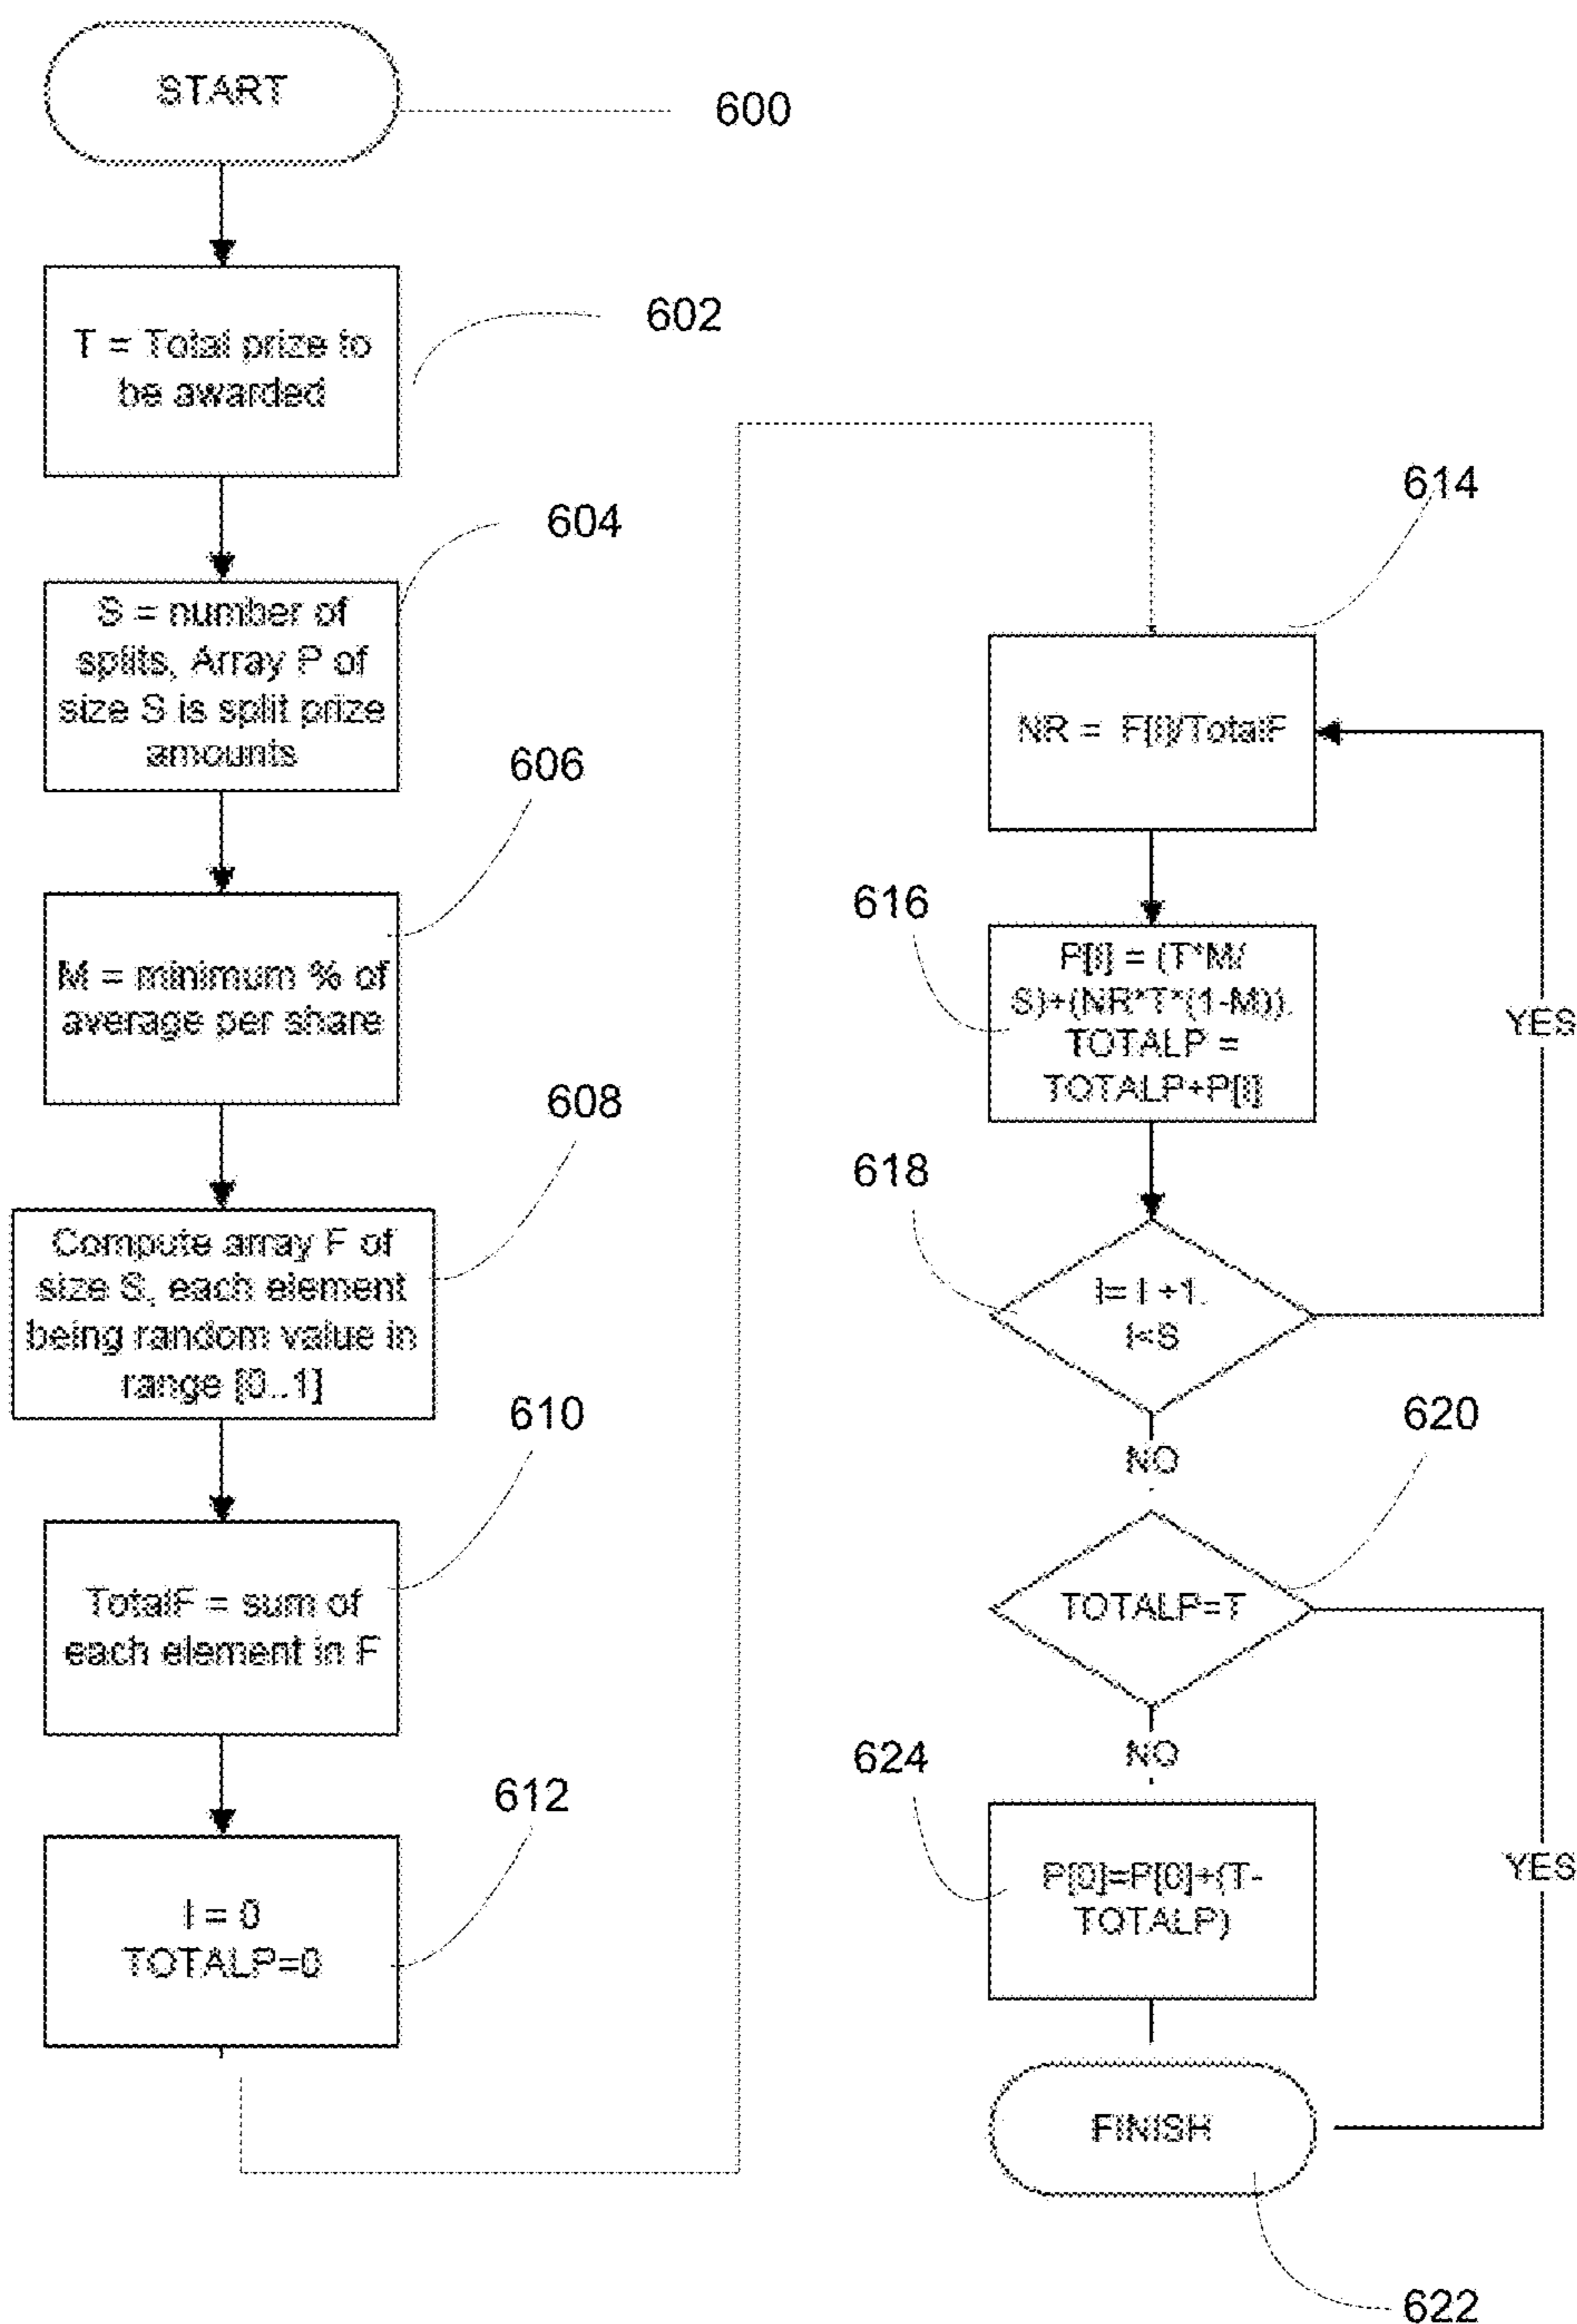 START
600
T = Total prize to
be awarded
602
S = number of
splits, Array P of
size S is split prize
amounts
604
M = minimum % of
average per share
606
Compute array F of
size S, each element
being random value in
range [0..1]
608
TotalF = sum of
each element in F
610
I = 0
TOTALP=0
612
NR = F[I]/TotalF
614
P[I] = (T*M/
S)+(NR*T*(1-M)).
TOTALP =
TOTALP+P[I]
616
I= I +1.
I<S
618
YES
NO
TOTALP=T
620
YES
NO
P[0]=P[0]+(T-
TOTALP)
624
FINISH
622